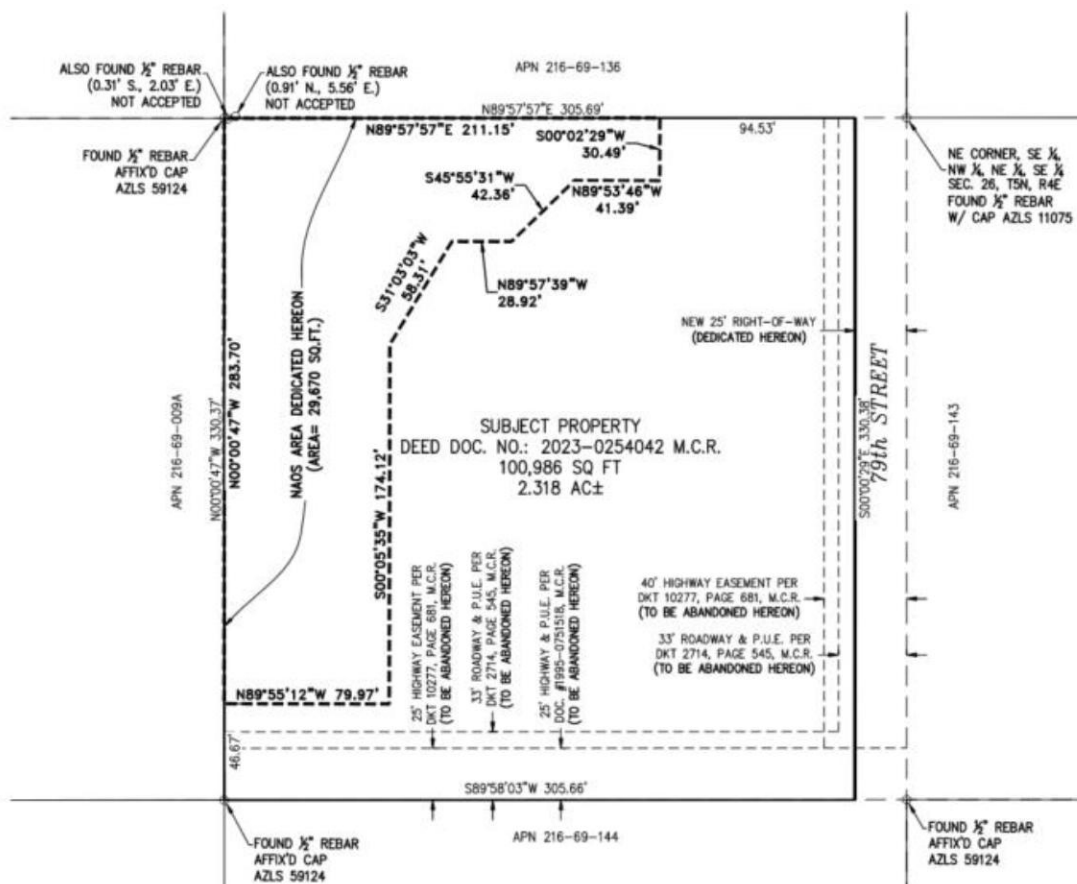 ALSO FOUND ½" REBAR
(0.31' S., 2.03' E.)
NOT ACCEPTED
ALSO FOUND ½" REBAR
(0.91' N., 5.56' E.)
NOT ACCEPTED
APN 216-69-136
N89°57'57"E 305.69'
N89°57'57"E 211.15'
94.53'
S00°02'29"W
30.49'
FOUND ½" REBAR
AFFIX'D CAP
AZLS 59124
NE CORNER, SE ¼,
NW ¼, NE ¼, SE ¼
SEC. 26, T5N, R4E
FOUND ½" REBAR
W/ CAP AZLS 11075
S45°55'31"W
42.36'
N89°53'46"W
41.39'
S31°03'03"W
58.31'
N89°57'39"W
28.92'
NEW 25' RIGHT-OF-WAY
(DEDICATED HEREON)
APN 216-69-009A
N00°00'47"W 330.37'
N00°00'47"W 283.70'
NAOS AREA DEDICATED HEREON
(AREA= 29,670 SQ.FT.)
S00°05'35"W 174.12'
SUBJECT PROPERTY
DEED DOC. NO.: 2023-0254042 M.C.R.
100,986 SQ FT
2.318 AC±
S00°00'29"E 330.38'
79th STREET
APN 216-69-143
25' HIGHWAY EASEMENT PER
DKT 10277, PAGE 681, M.C.R.
(TO BE ABANDONED HEREON)
33' ROADWAY & P.U.E. PER
DKT 2714, PAGE 545, M.C.R.
(TO BE ABANDONED HEREON)
25' HIGHWAY & P.U.E. PER
DOC. #1995-0751518, M.C.R.
(TO BE ABANDONED HEREON)
40' HIGHWAY EASEMENT PER
DKT 10277, PAGE 681, M.C.R.
(TO BE ABANDONED HEREON)
33' ROADWAY & P.U.E. PER
DKT 2714, PAGE 545, M.C.R.
(TO BE ABANDONED HEREON)
N89°55'12"W 79.97'
46.67'
S89°58'03"W 305.66'
APN 216-69-144
FOUND ½" REBAR
AFFIX'D CAP
AZLS 59124
FOUND ½" REBAR
AFFIX'D CAP
AZLS 59124